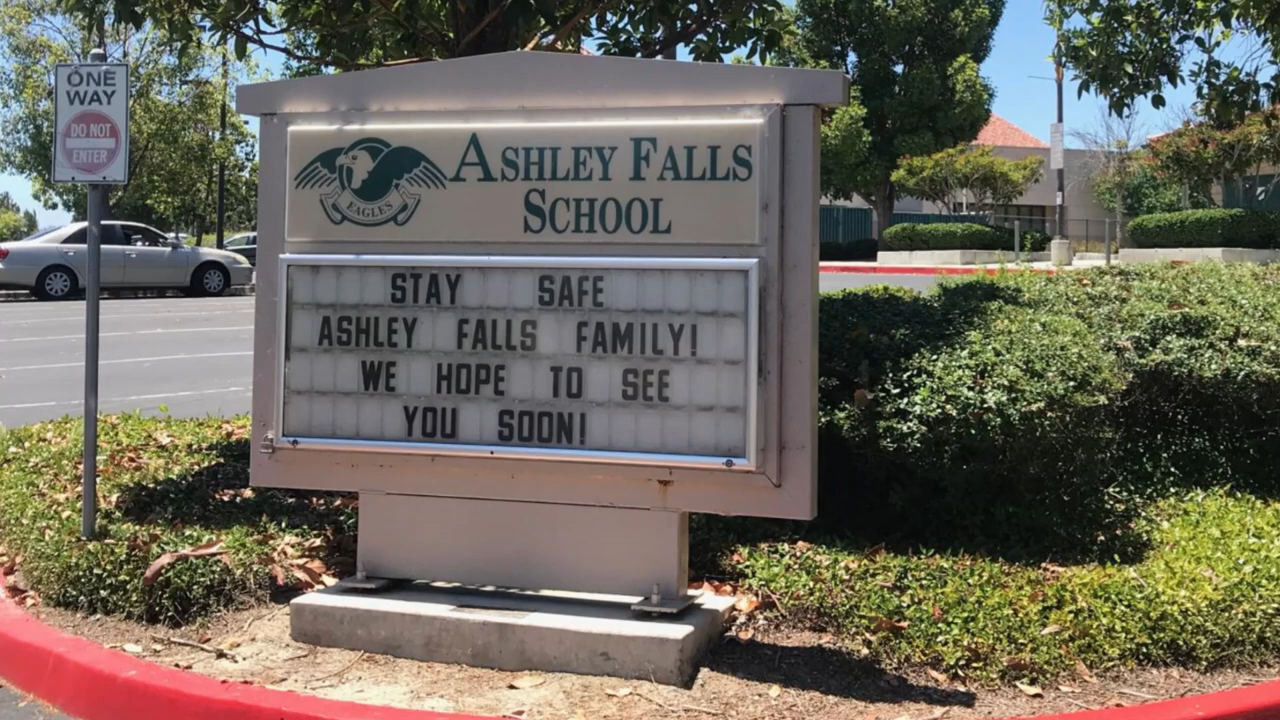 ONE
WAY
DO NOT
ENTER
EAGLES
ASHLEY FALLS
SCHOOL
STAY SAFE
ASHLEY FALLS FAMILY!
WE HOPE TO SEE
YOU SOON!